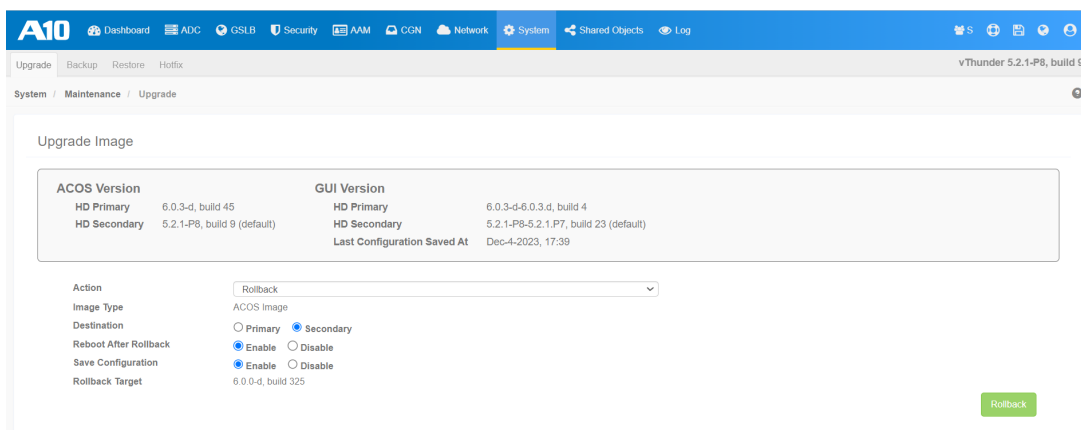 A10 Dashboard ADC GSLB Security AAM CGN Network System Shared Objects Log S
Upgrade Backup Restore Hotfix vThunder 5.2.1-P8, build 9
System / Maintenance / Upgrade
Upgrade Image
ACOS Version GUI Version
HD Primary 6.0.3-d, build 45 HD Primary 6.0.3-d-6.0.3.d, build 4
HD Secondary 5.2.1-P8, build 9 (default) HD Secondary 5.2.1-P8-5.2.1.P7, build 23 (default)
Last Configuration Saved At Dec-4-2023, 17:39
Action Rollback
Image Type ACOS Image
Destination Primary Secondary
Reboot After Rollback Enable Disable
Save Configuration Enable Disable
Rollback Target 6.0.0-d, build 325
Rollback